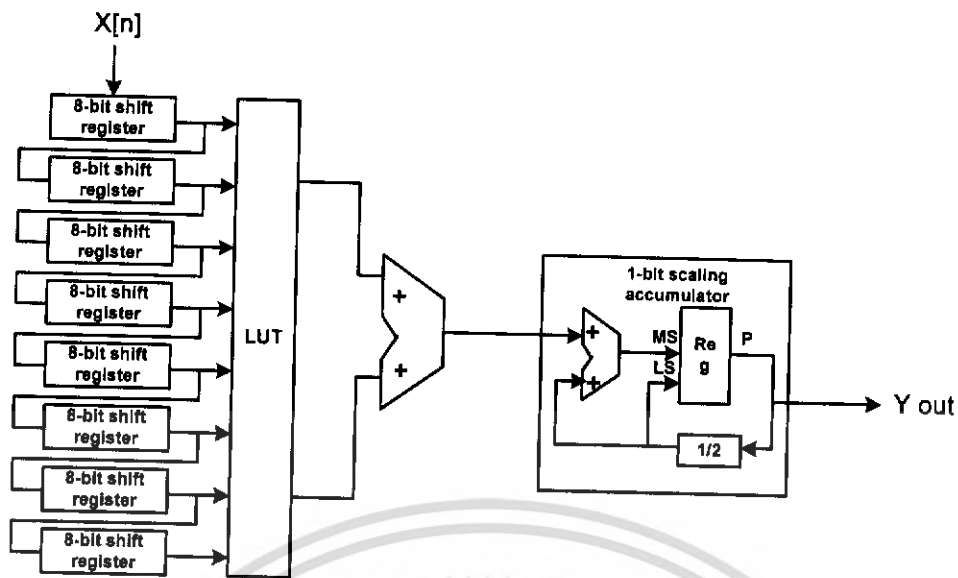 X[n]
8-bit shift
register
8-bit shift
register
8-bit shift
register
8-bit shift
register
8-bit shift
register
8-bit shift
register
8-bit shift
register
8-bit shift
register
LUT
+
+
1-bit scaling
accumulator
+
+
MS
LS
Re
g
P
1/2
Y out